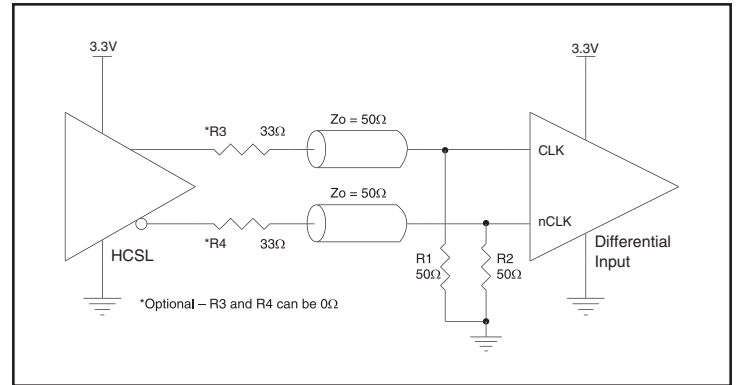 3.3V
3.3V
*R3 33Ω
Zo = 50Ω
CLK
Zo = 50Ω
nCLK
*R4 33Ω
HCSL
R1
50Ω
R2
50Ω
Differential
Input
*Optional – R3 and R4 can be 0Ω